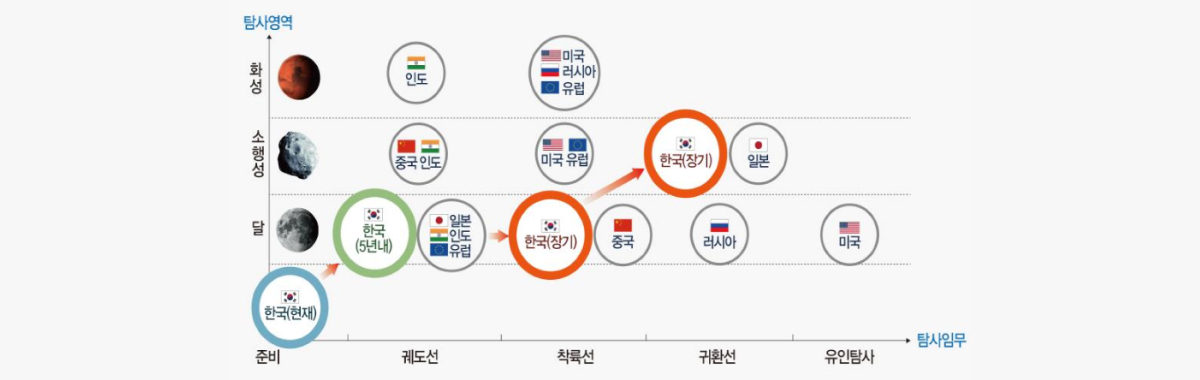 탐사영역
화성
인도
미국
러시아
유럽
소행성
중국 인도
미국 유럽
한국(장기)
일본
달
한국
(5년내)
일본
인도
유럽
한국(장기)
중국
러시아
미국
한국(현재)
탐사임무
준비
궤도선
착륙선
귀환선
유인탐사